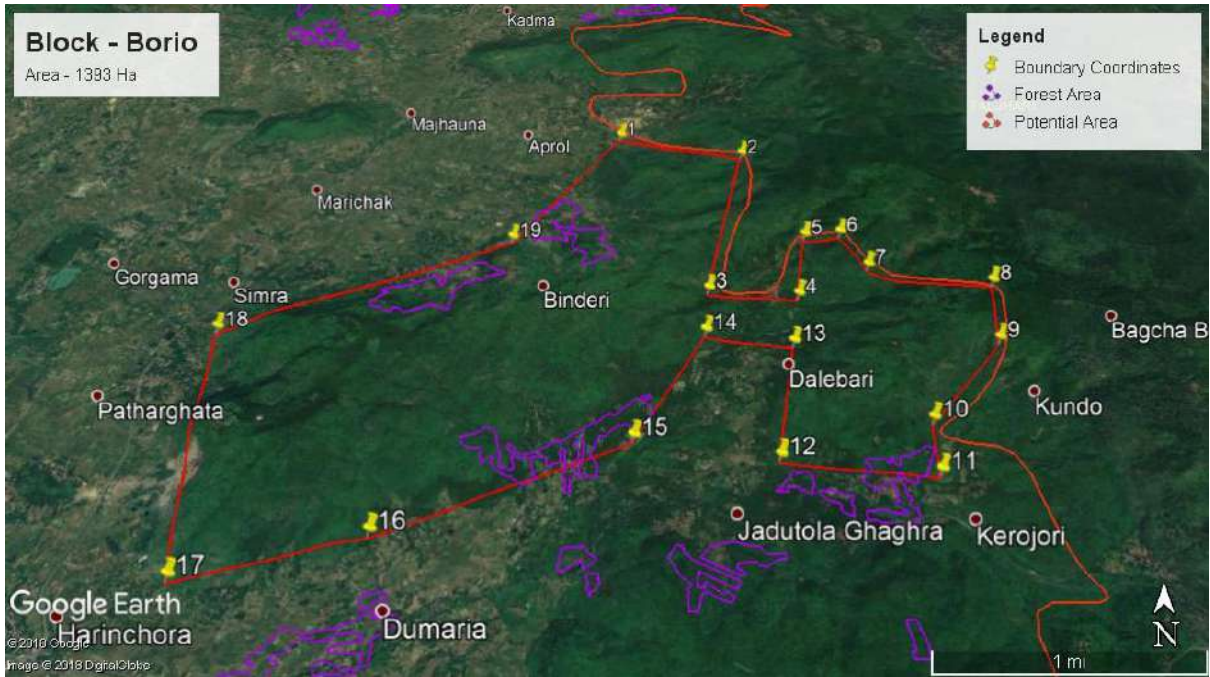 Block - Borio
Area - 1393 Ha
Legend
Boundary Coordinates
Forest Area
Potential Area
Kadma
Majhauna
Aprol
1
2
Marichak
19
5
6
7
Gorgama
Simra
Binderi
3
4
8
18
14
13
9
Bagcha B
Dalebari
Patharghata
Kundo
10
15
12
11
16
Jadutola Ghaghra
Kerojori
17
Google Earth
Harinchora
Dumaria
© 2018 Google
Image © 2018 DigitalGlobe
N
1 mi